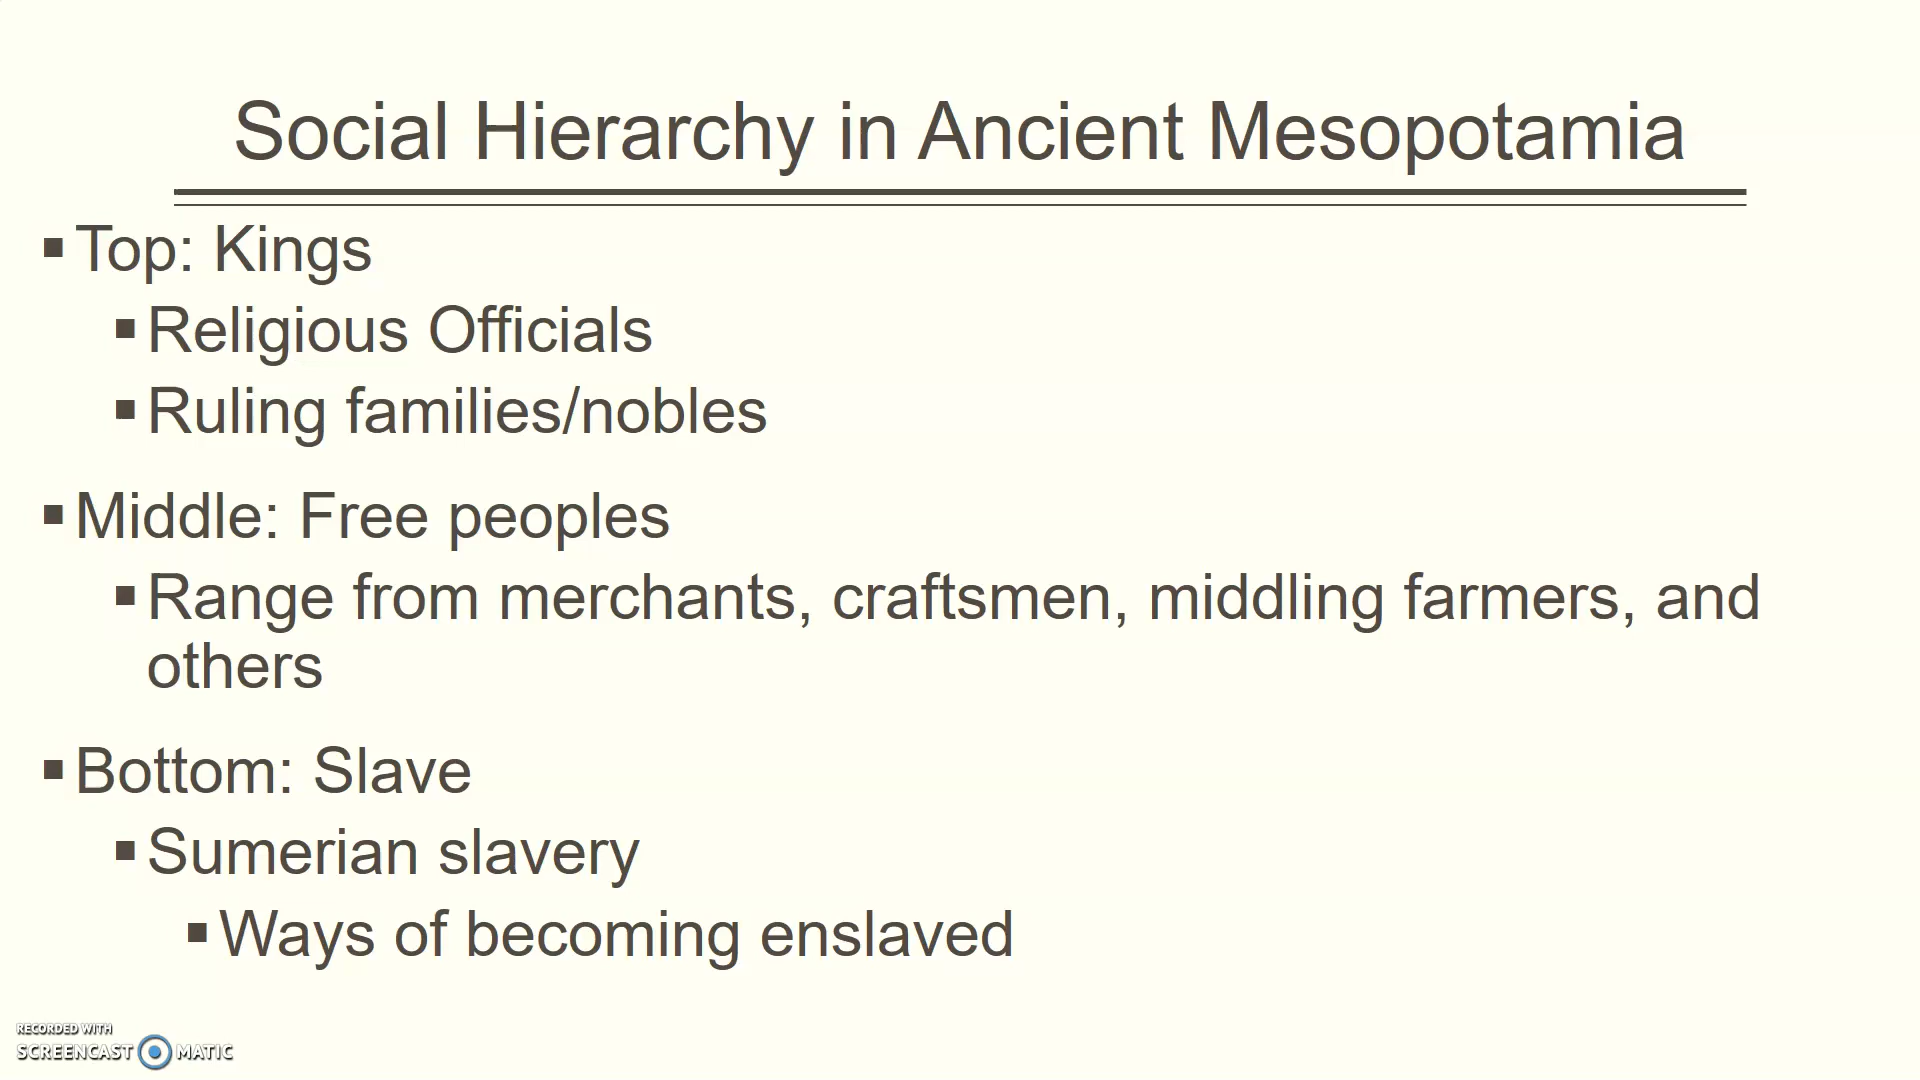 Social Hierarchy in Ancient Mesopotamia
▪ Top: Kings
▪ Religious Officials
▪ Ruling families/nobles
▪ Middle: Free peoples
▪ Range from merchants, craftsmen, middling farmers, and
others
▪ Bottom: Slave
▪ Sumerian slavery
▪ Ways of becoming enslaved
RECORDED WITH
SCREENCAST MATIC